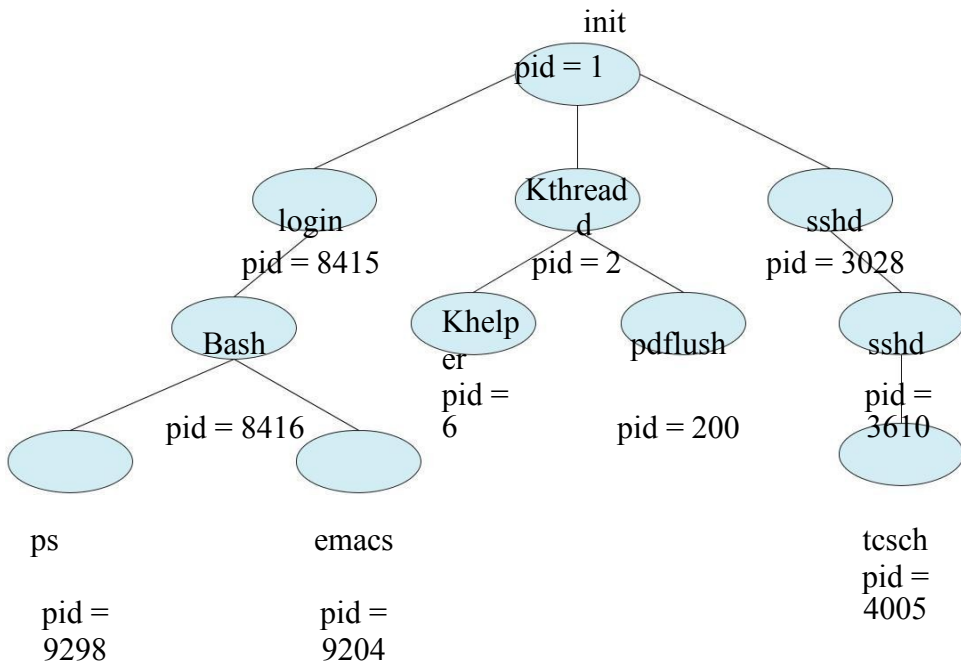 init
pid = 1
login
Kthread
d
sshd
pid = 8415
pid = 2
pid = 3028
Bash
Khelp
er
pdflush
sshd
pid = 8416
pid =
6
pid = 200
pid =
3610
ps
emacs
tcsch
pid =
9298
pid =
9204
pid =
4005